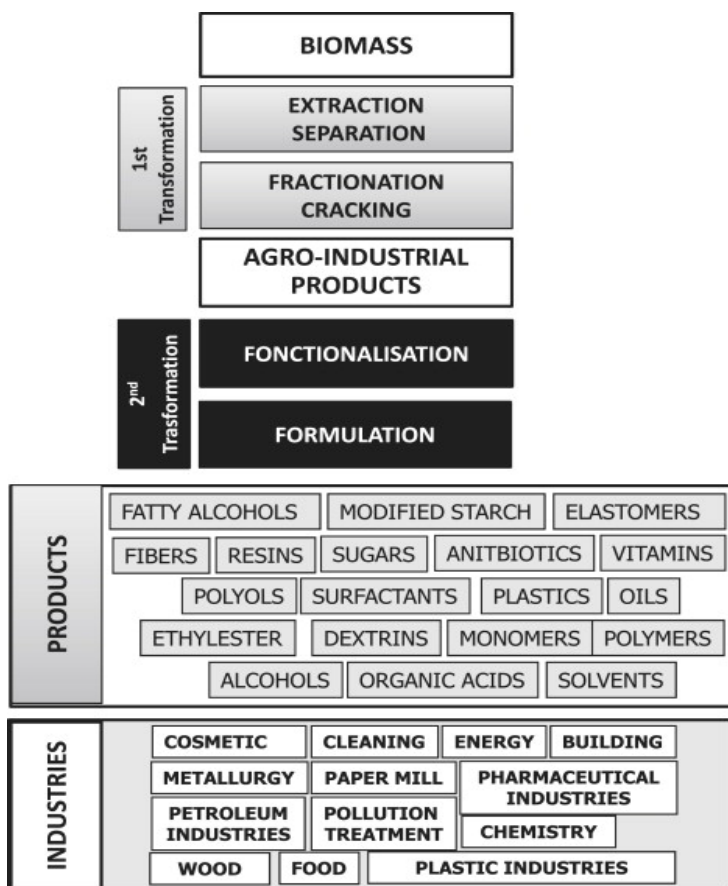 BIOMASS
1st
Transformation
EXTRACTION
SEPARATION
FRACTIONATION
CRACKING
AGRO-INDUSTRIAL
PRODUCTS
2nd
Trasformation
FONCTIONALISATION
FORMULATION
PRODUCTS
FATTY ALCOHOLS MODIFIED STARCH ELASTOMERS
FIBERS RESINS SUGARS ANITBIOTICS VITAMINS
POLYOLS SURFACTANTS PLASTICS OILS
ETHYLESTER DEXTRINS MONOMERS POLYMERS
ALCOHOLS ORGANIC ACIDS SOLVENTS
INDUSTRIES
COSMETIC CLEANING ENERGY BUILDING
METALLURGY PAPER MILL PHARMACEUTICAL
INDUSTRIES
PETROLEUM
INDUSTRIES
POLLUTION
TREATMENT
CHEMISTRY
WOOD FOOD PLASTIC INDUSTRIES